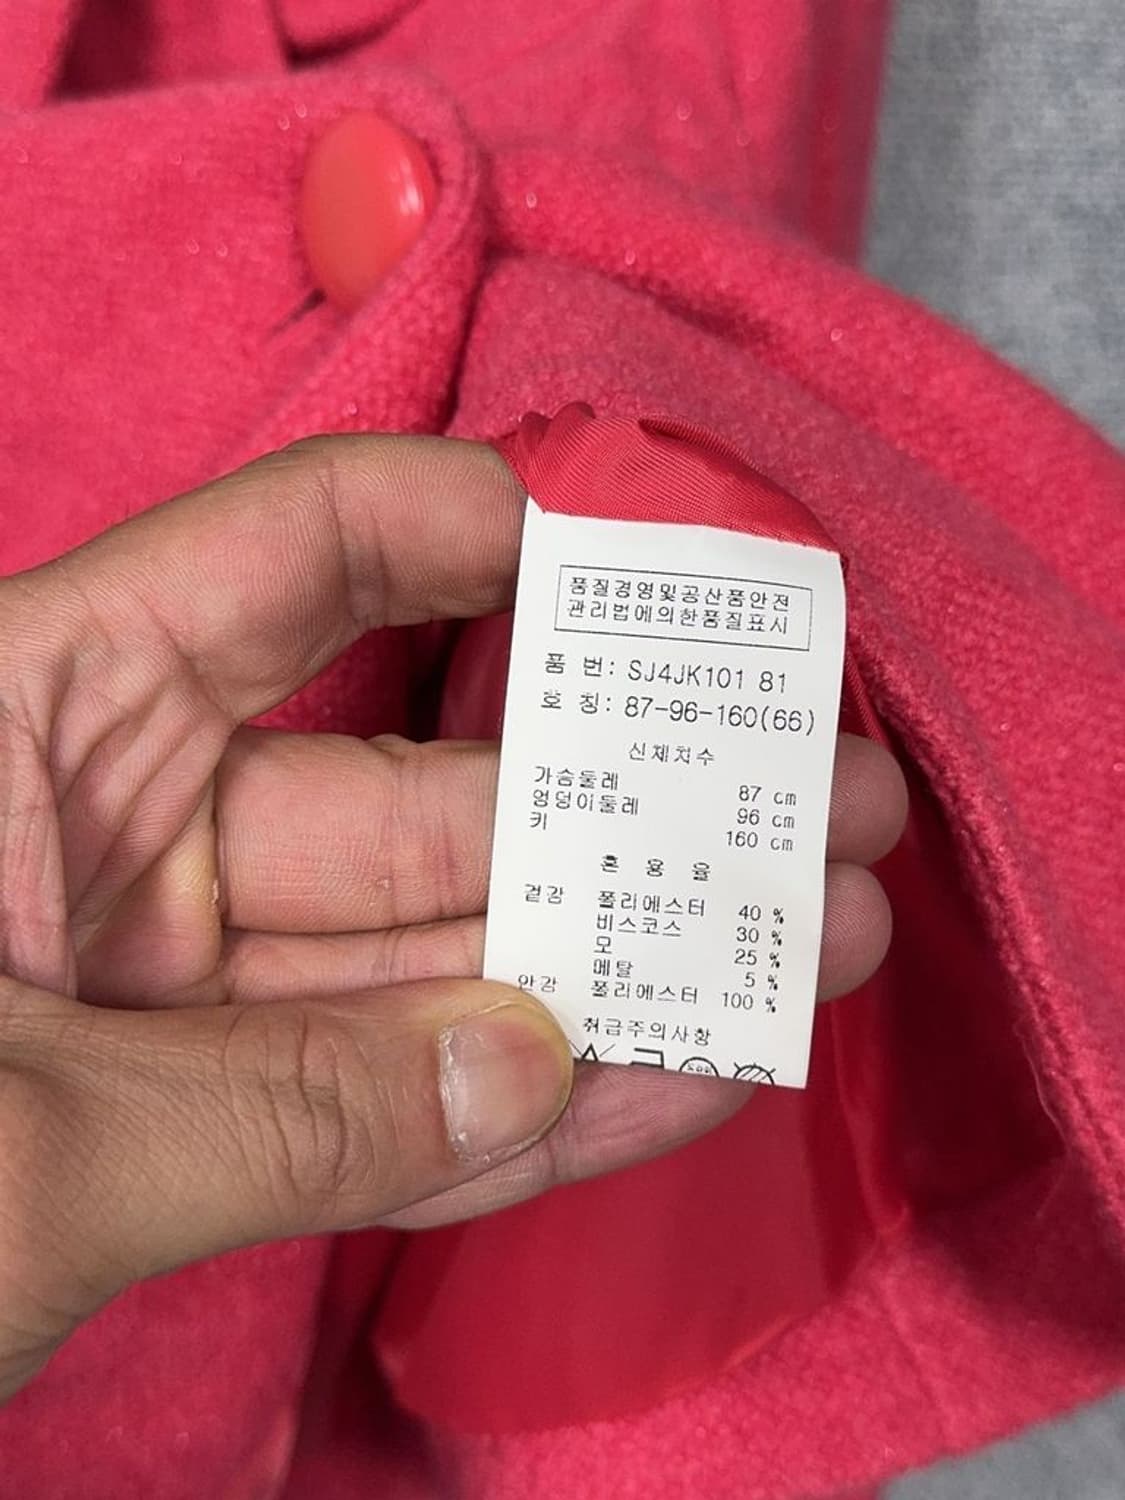 품질경영및공산품안전
관리법에의한품질표시
품 번: SJ4JK101 81
호 칭: 87-96-160(66)
신체치수
가슴둘레 87 cm
엉덩이둘레 96 cm
키 160 cm
혼 용 율
겉감 폴리에스터 40 %
비스코스 30 %
모 25 %
메탈 5 %
안감 폴리에스터 100 %
취급주의사항